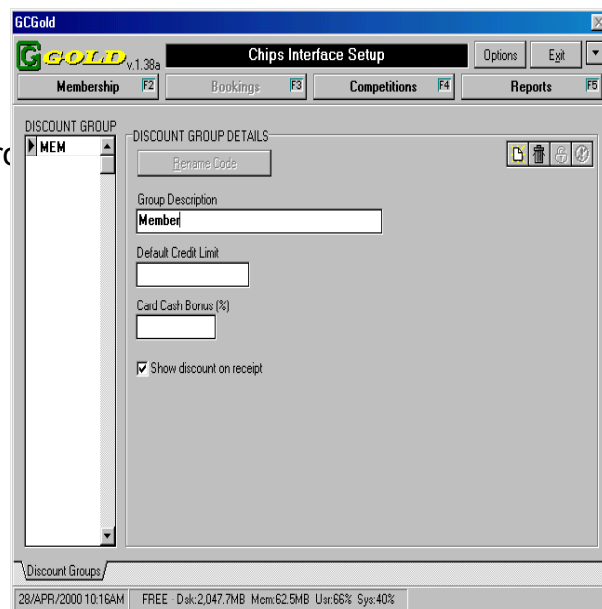 GCGold
G GOLD v.1.38a Chips Interface Setup Options Exit
Membership F2 Bookings F3 Competitions F4 Reports F5
DISCOUNT GROUP
MEM
DISCOUNT GROUP DETAILS
Rename Code
Group Description
Member
Default Credit Limit
Card Cash Bonus (%)
Show discount on receipt
Discount Groups
28/APR/2000 10:16AM FREE - Dsk:2,047.7MB Mem:62.5MB Usr:66% Sys:40%